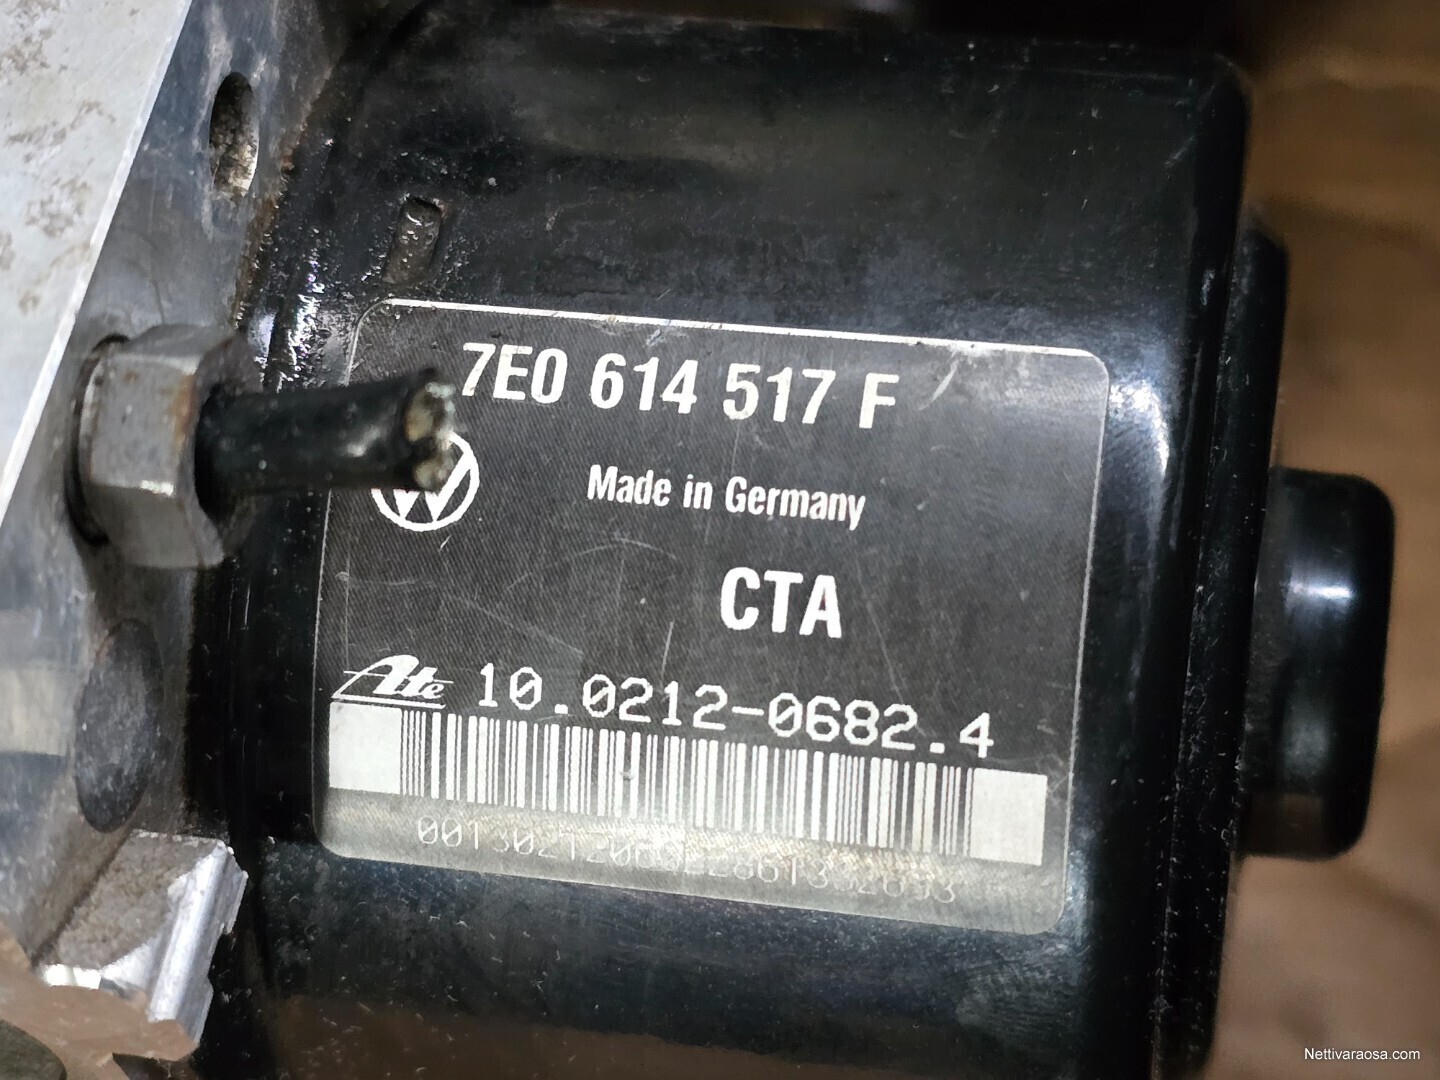 7E0 614 517 F
Made in Germany
CTA
Ate 10.0212-0682.4
Nettivaraosa.com